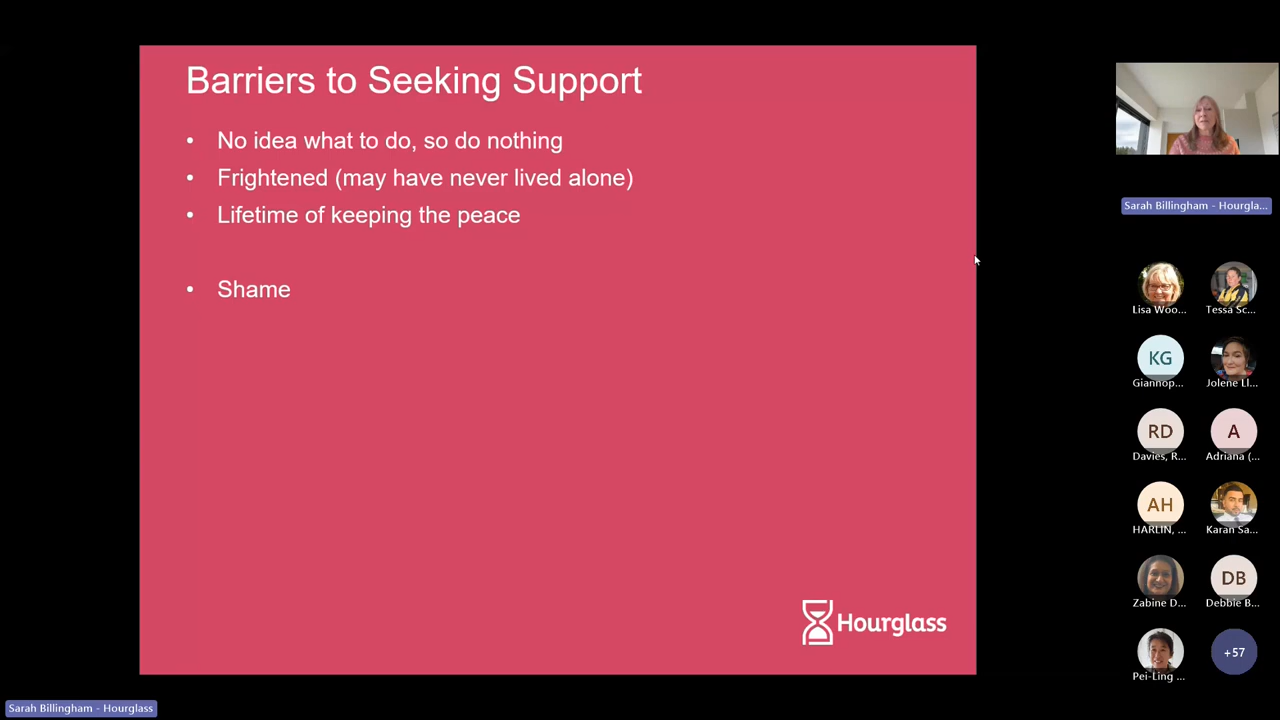 Barriers to Seeking Support
• No idea what to do, so do nothing
• Frightened (may have never lived alone)
• Lifetime of keeping the peace
• Shame
Hourglass
Sarah Billingham - Hourgla...
Lisa Woo...
Tessa Sc...
KG
Giannop...
Jolene Ll...
RD
Davies, R...
A
Adriana (...
AH
HARLIN, ...
Karan Sa...
Zabine D...
DB
Debbie B...
Pei-Ling ...
+57
Sarah Billingham - Hourglass